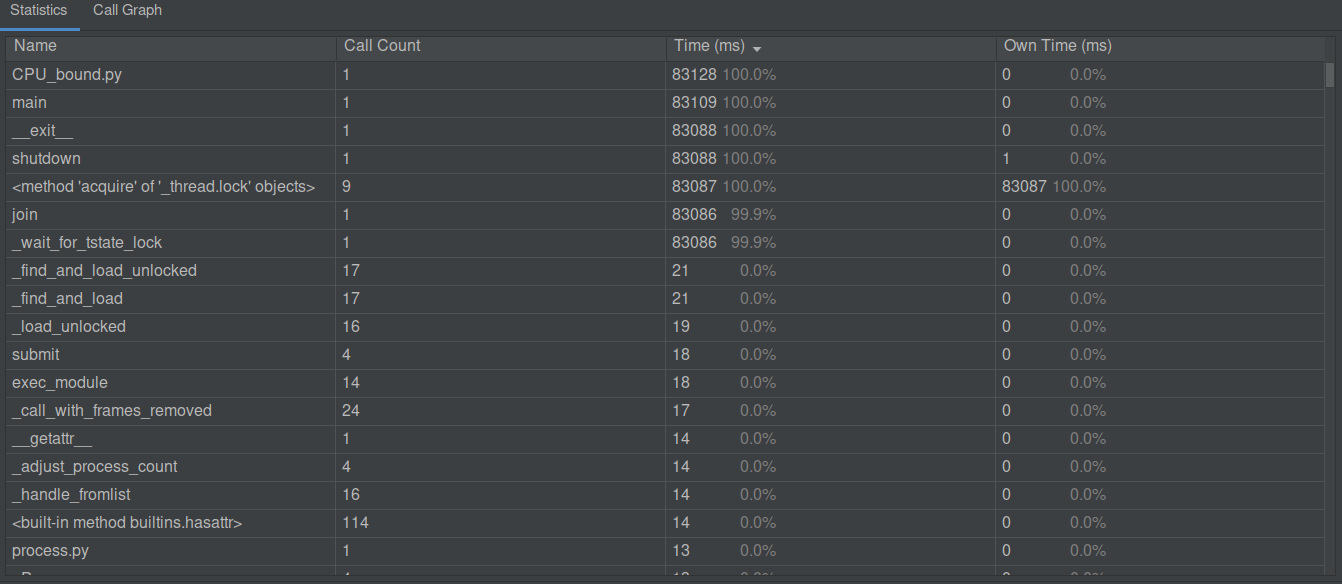 Statistics Call Graph
Name Call Count Time (ms) Own Time (ms)
CPU_bound.py 1 83128 100.0% 0 0.0%
main 1 83109 100.0% 0 0.0%
__exit__ 1 83088 100.0% 0 0.0%
shutdown 1 83088 100.0% 1 0.0%
<method 'acquire' of '_thread.lock' objects> 9 83087 100.0% 83087 100.0%
join 1 83086 99.9% 0 0.0%
_wait_for_tstate_lock 1 83086 99.9% 0 0.0%
_find_and_load_unlocked 17 21 0.0% 0 0.0%
_find_and_load 17 21 0.0% 0 0.0%
_load_unlocked 16 19 0.0% 0 0.0%
submit 4 18 0.0% 0 0.0%
exec_module 14 18 0.0% 0 0.0%
_call_with_frames_removed 24 17 0.0% 0 0.0%
__getattr__ 1 14 0.0% 0 0.0%
_adjust_process_count 4 14 0.0% 0 0.0%
_handle_fromlist 16 14 0.0% 0 0.0%
<built-in method builtins.hasattr> 114 14 0.0% 0 0.0%
process.py 1 13 0.0% 0 0.0%